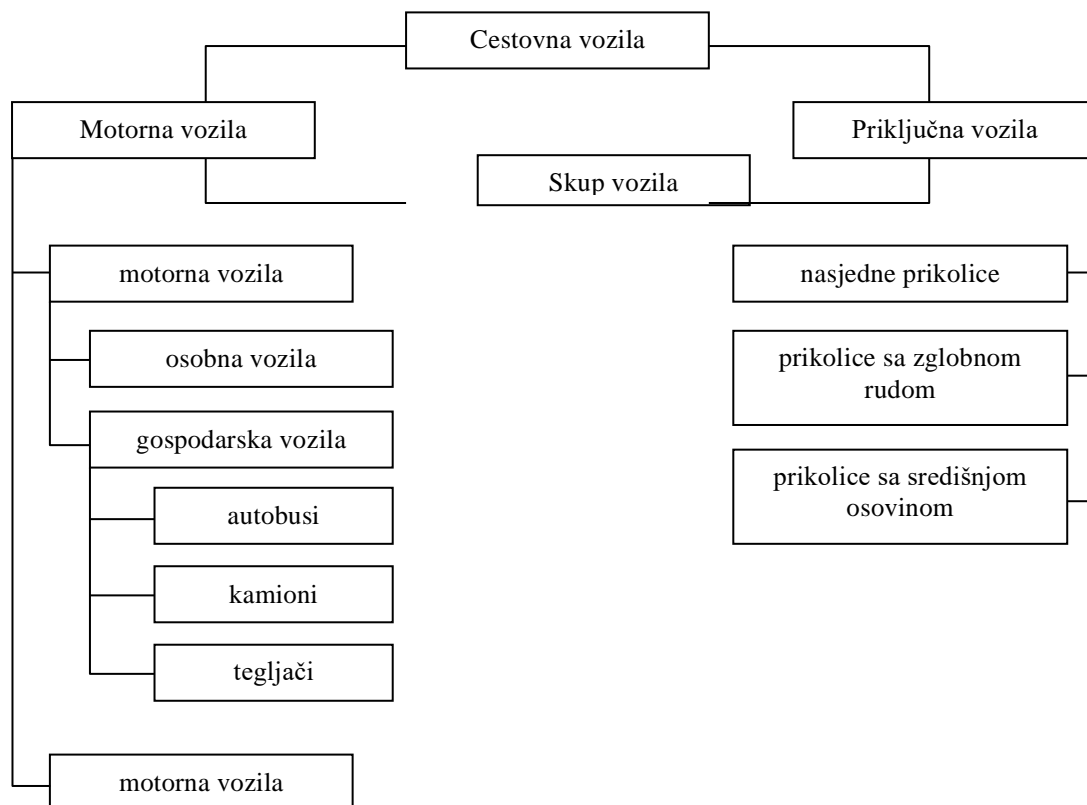 Cestovna vozila
Motorna vozila
Priključna vozila
Skup vozila
motorna vozila
nasjedne prikolice
osobna vozila
prikolice sa zglobnom
rudom
gospodarska vozila
prikolice sa središnjom
osovinom
autobusi
kamioni
tegljači
motorna vozila